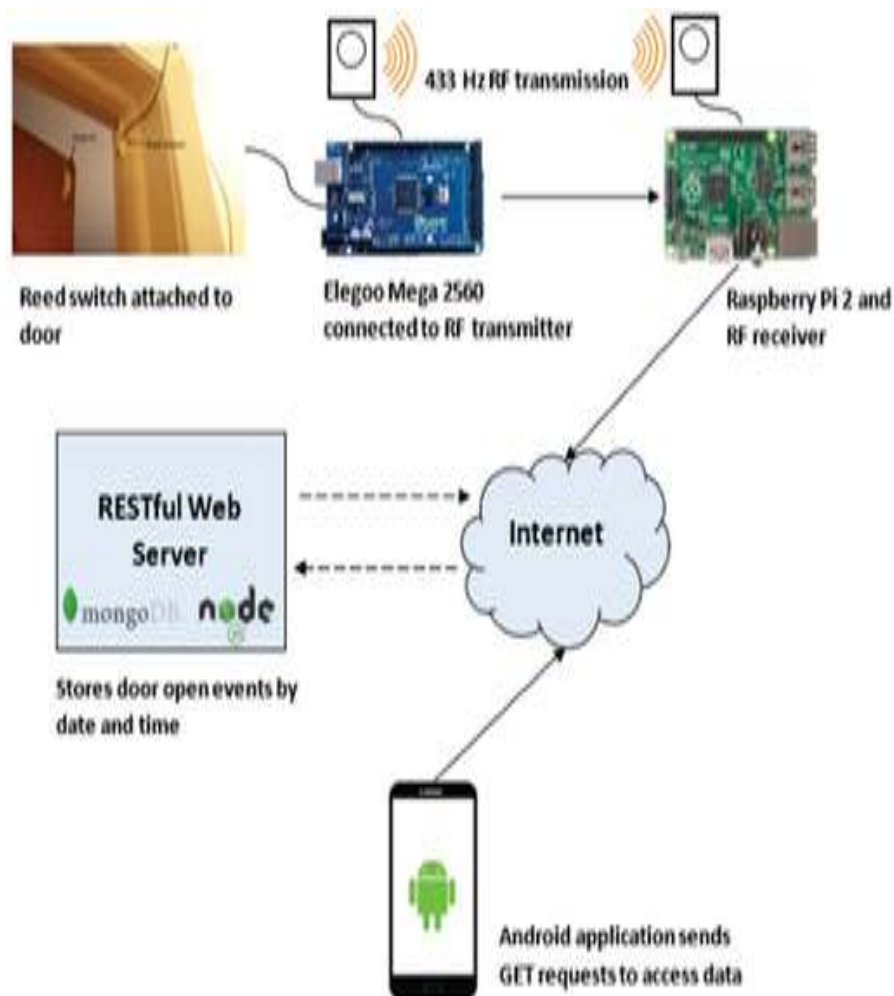 433 Hz RF transmission
Reed switch attached to
door
Elegoo Mega 2560
connected to RF transmitter
Raspberry Pi 2 and
RF receiver
RESTful Web
Server
mongoDB
node
Internet
Stores door open events by
date and time
Android application sends
GET requests to access data